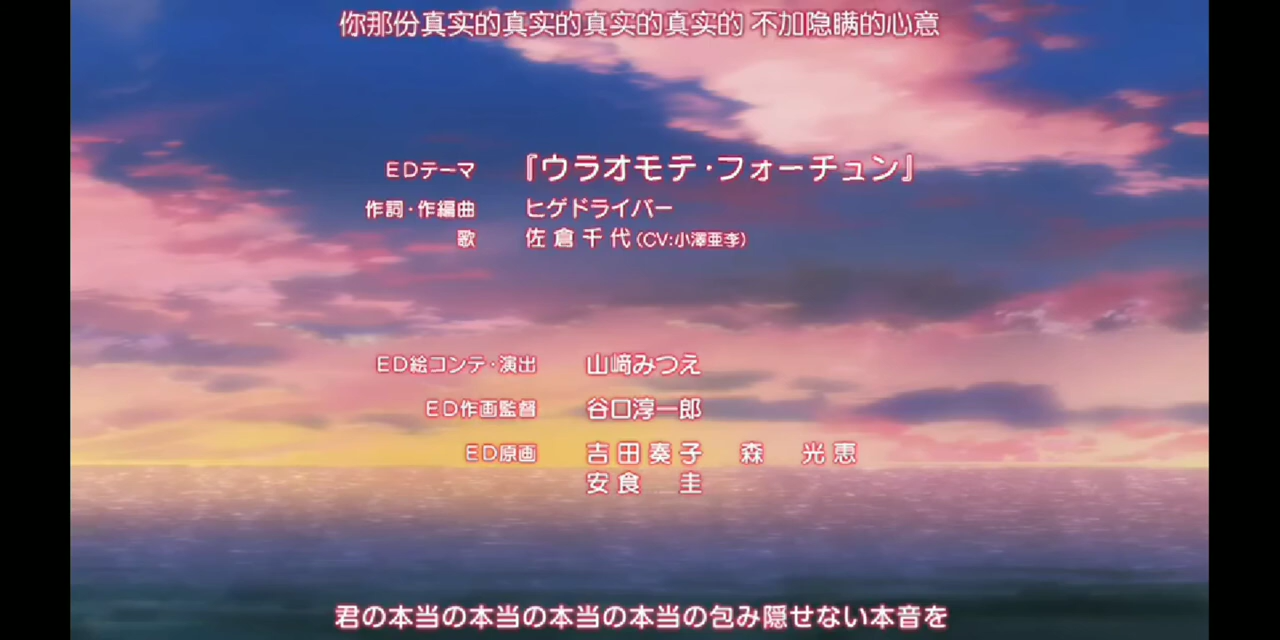 你那份真实的真实的真实的真实的 不加隐瞒的心意
EDテーマ 『ウラオモテ・フォーチュン』
作詞・作編曲 ヒゲドライバー
歌 佐倉千代(CV:小澤亜李)
ED絵コンテ・演出 山﨑みつえ
ED作画監督 谷口淳一郎
ED原画 吉田奏子 森 光恵
安食 圭
君の本当の本当の本当の本当の包み隠せない本音を